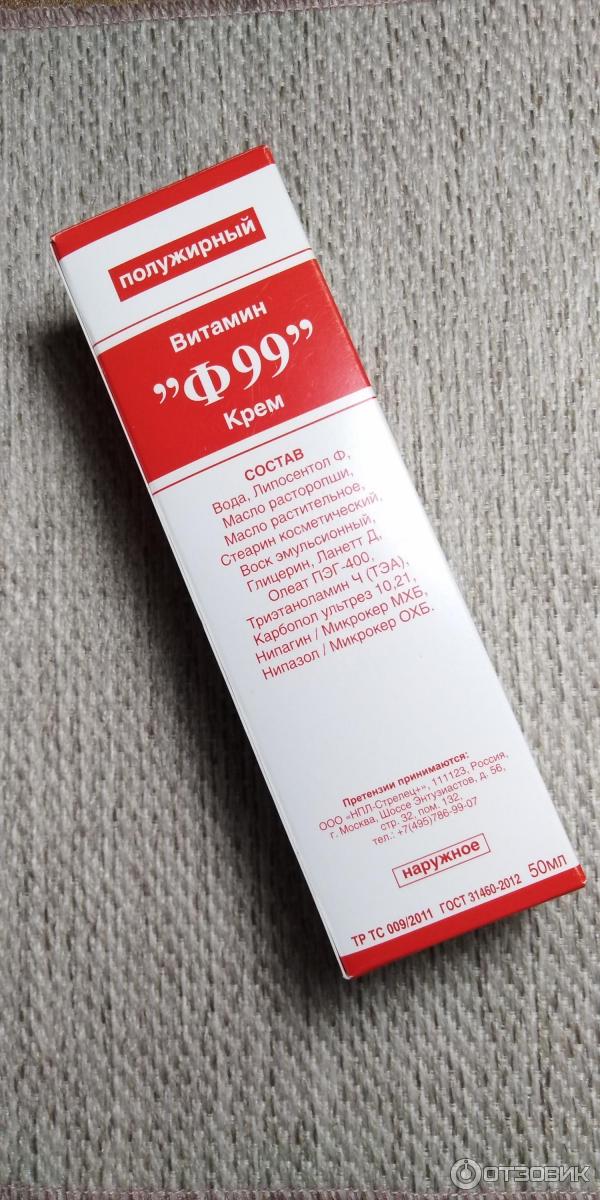 полужирный
Витамин
”Ф99”
Крем
СОСТАВ
Вода, Липосентол Ф,
Масло расторопши,
Масло растительное,
Стеарин косметический,
Воск эмульсионный,
Глицерин, Ланетт Д,
Олеат ПЭГ-400,
Триэтаноламин Ч (ТЭА),
Карбопол ультрез 10,21,
Нипагин / Микрокер МХБ,
Нипазол / Микрокер ОХБ.
Претензии принимаются:
ООО «НПЛ-Стрелец+», 111123, Россия,
г. Москва, Шоссе Энтузиастов, д. 56,
стр. 32, пом. 132,
тел.: +7(495)786-99-07
наружное
ТР ТС 009/2011 ГОСТ 31460-2012 50мл
ОТЗОВИК